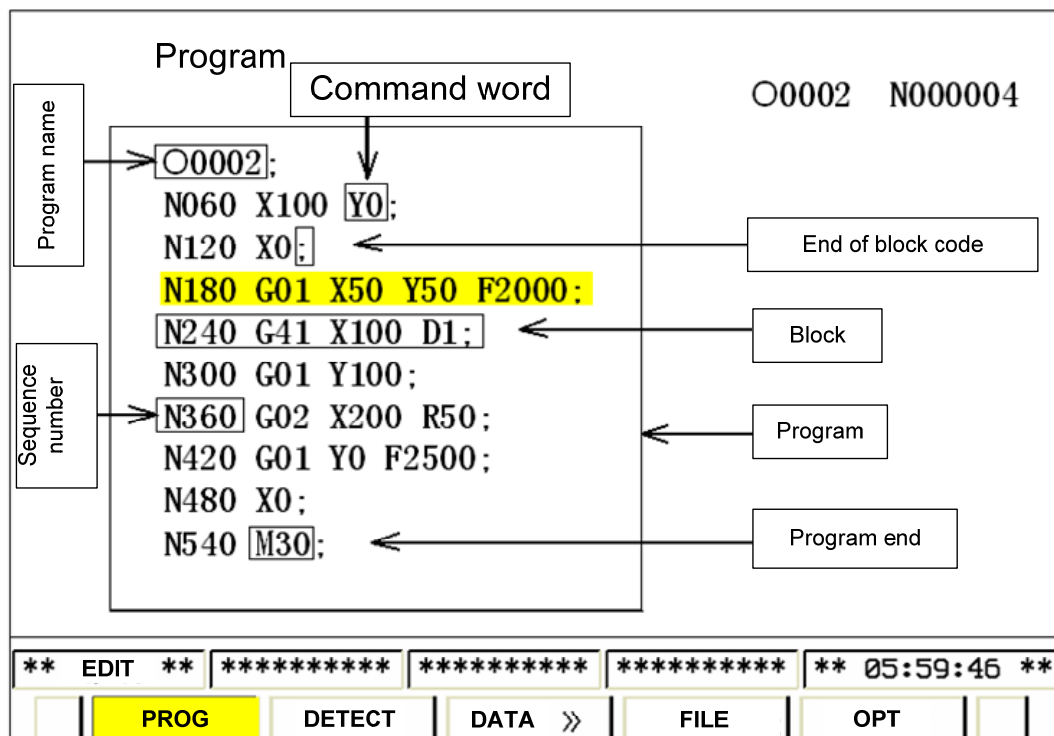 Program
Command word
O0002 N000004
Program name
O0002;
N060 X100 Y0;
N120 X0;
End of block code
N180 G01 X50 Y50 F2000;
N240 G41 X100 D1;
Block
N300 G01 Y100;
Sequence
number
N360 G02 X200 R50;
Program
N420 G01 Y0 F2500;
N480 X0;
N540 M30;
Program end
** EDIT ** ********** ********** ********** ** 05:59:46 **
PROG DETECT DATA » FILE OPT